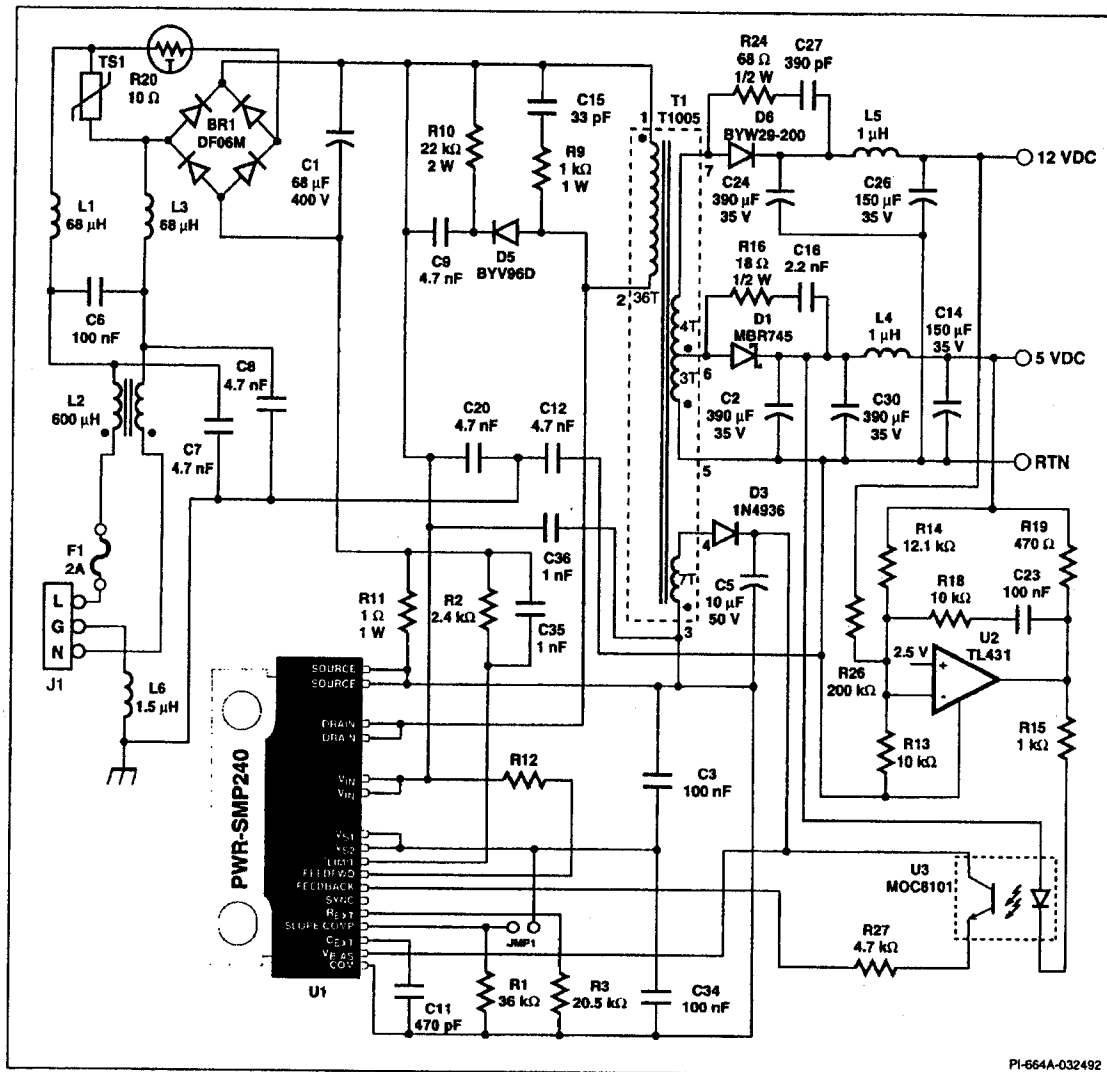 TS1
T
R20
10 Ω
BR1
DF06M
C1
68 µF
400 V
R10
22 kΩ
2 W
C15
33 pF
R9
1 kΩ
1 W
C9
4.7 nF
D5
BYV96D
T1
T1005
1
2
36T
R24
68 Ω
1/2 W
C27
390 pF
D6
BYW29-200
7
C24
390 µF
35 V
L5
1 µH
C26
150 µF
35 V
12 VDC
R16
18 Ω
1/2 W
C16
2.2 nF
D1
MBR745
4T
6
3T
5
L4
1 µH
C14
150 µF
35 V
5 VDC
C2
390 µF
35 V
C30
390 µF
35 V
RTN
L1
68 µH
L3
68 µH
C6
100 nF
L2
600 µH
C8
4.7 nF
C7
4.7 nF
C20
4.7 nF
C12
4.7 nF
C36
1 nF
F1
2A
L
G
N
J1
L6
1.5 µH
R11
1 Ω
1 W
R2
2.4 kΩ
C35
1 nF
D3
1N4936
4
7T
3
C5
10 µF
50 V
R14
12.1 kΩ
R19
470 Ω
R18
10 kΩ
C23
100 nF
U2
TL431
2.5 V
+
-
R26
200 kΩ
R13
10 kΩ
R15
1 kΩ
PWR-SMP240
SOURCE
SOURCE
DRAIN
DRAIN
VIN
VIN
VS1
VS2
LIMIT
FEEDFWD
FEEDBACK
SYNC
REXT
SLOPE COMP
CEXT
VBIAS
COM
U1
R12
C3
100 nF
JMP1
C11
470 pF
R1
36 kΩ
R3
20.5 kΩ
C34
100 nF
U3
MOC8101
R27
4.7 kΩ
PI-664A-032492